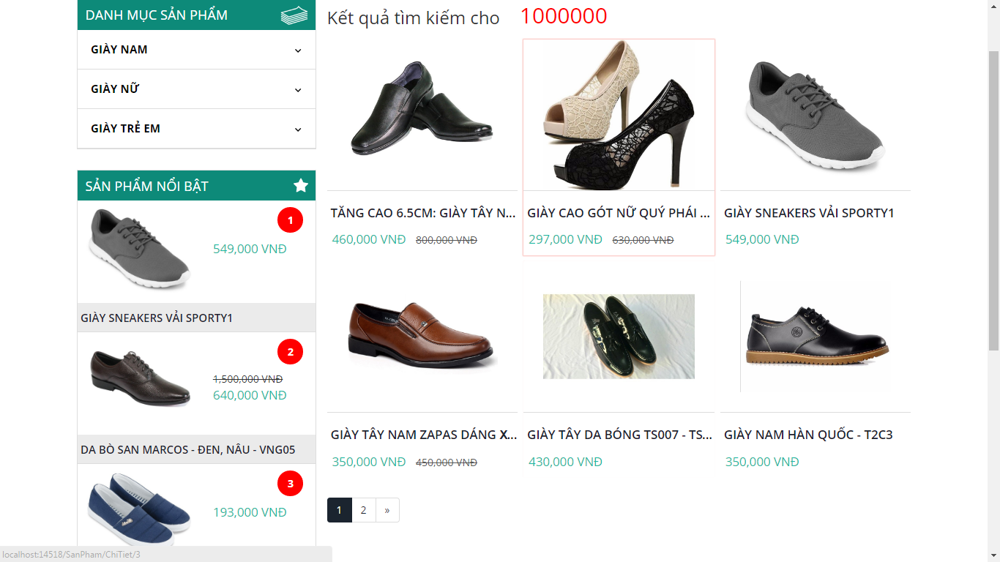 DANH MỤC SẢN PHẨM
GIÀY NAM
GIÀY NỮ
GIÀY TRẺ EM
SẢN PHẨM NỔI BẬT
1
549,000 VNĐ
GIÀY SNEAKERS VẢI SPORTY1
2
1,500,000 VNĐ
640,000 VNĐ
DA BÒ SAN MARCOS - ĐEN, NÂU - VNG05
3
193,000 VNĐ
Kết quả tìm kiếm cho 1000000
TĂNG CAO 6.5CM: GIÀY TÂY N...
460,000 VNĐ 800,000 VNĐ
GIÀY CAO GÓT NỮ QUÝ PHÁI ...
297,000 VNĐ 630,000 VNĐ
GIÀY SNEAKERS VẢI SPORTY1
549,000 VNĐ
GIÀY TÂY NAM ZAPAS DÁNG X...
350,000 VNĐ 450,000 VNĐ
GIÀY TÂY DA BÓNG TS007 - TS...
430,000 VNĐ
GIÀY NAM HÀN QUỐC - T2C3
350,000 VNĐ
1 2 »
localhost:14518/SanPham/ChiTiet/3